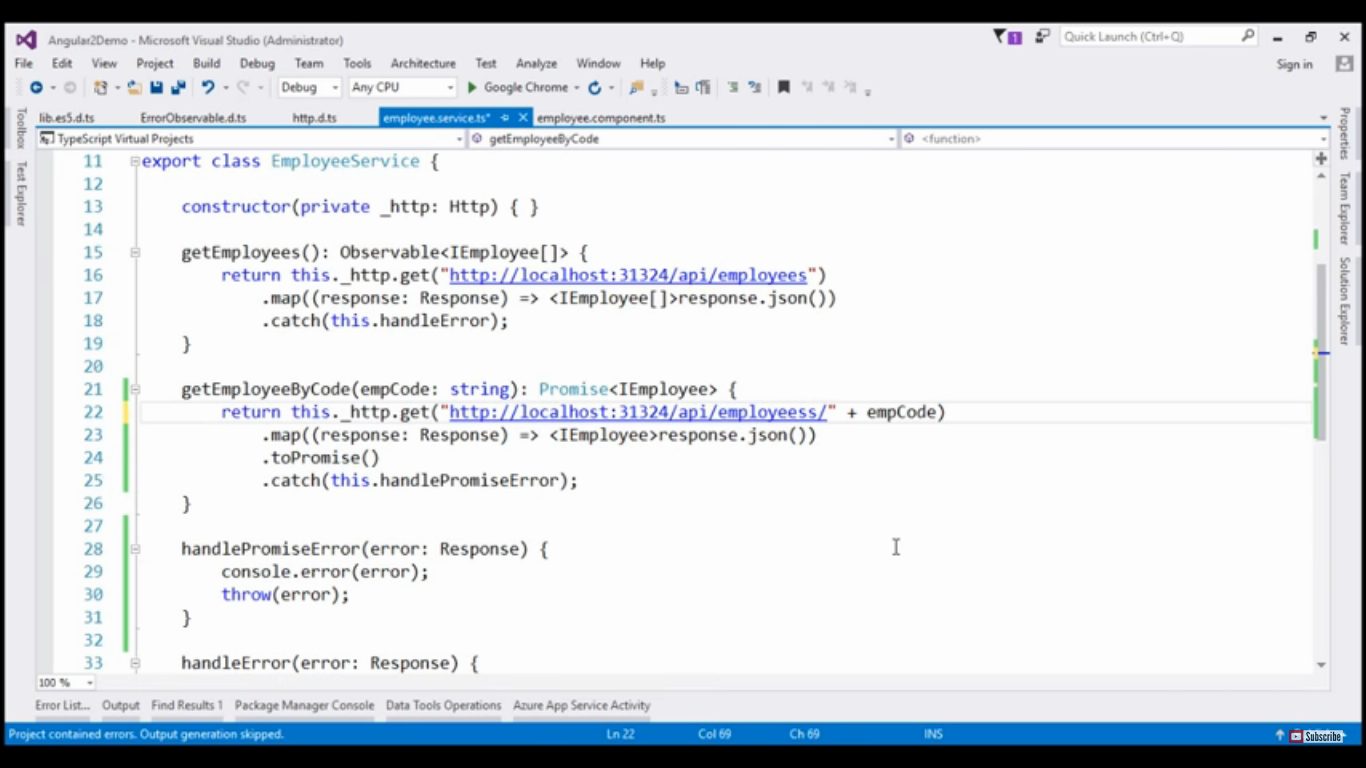 Angular2Demo - Microsoft Visual Studio (Administrator)
1
Quick Launch (Ctrl+Q)
File Edit View Project Build Debug Team Tools Architecture Test Analyze Window Help
Sign in
Debug Any CPU Google Chrome
lib.es5.d.ts ErrorObservable.d.ts http.d.ts employee.service.ts* employee.component.ts
TypeScript Virtual Projects getEmployeeByCode <function>
Toolbox
Test Explorer
11 export class EmployeeService {
12
13 constructor(private _http: Http) { }
14
15 getEmployees(): Observable<IEmployee[]> {
16 return this._http.get("http://localhost:31324/api/employees")
17 .map((response: Response) => <IEmployee[]>response.json())
18 .catch(this.handleError);
19 }
20
21 getEmployeeByCode(empCode: string): Promise<IEmployee> {
22 return this._http.get("http://localhost:31324/api/employeess/" + empCode)
23 .map((response: Response) => <IEmployee>response.json())
24 .toPromise()
25 .catch(this.handlePromiseError);
26 }
27
28 handlePromiseError(error: Response) {
29 console.error(error);
30 throw(error);
31 }
32
33 handleError(error: Response) {
Properties
Team Explorer
Solution Explorer
100 %
Error List... Output Find Results 1 Package Manager Console Data Tools Operations Azure App Service Activity
Project contained errors. Output generation skipped. Ln 22 Col 69 Ch 69 INS
Subscribe